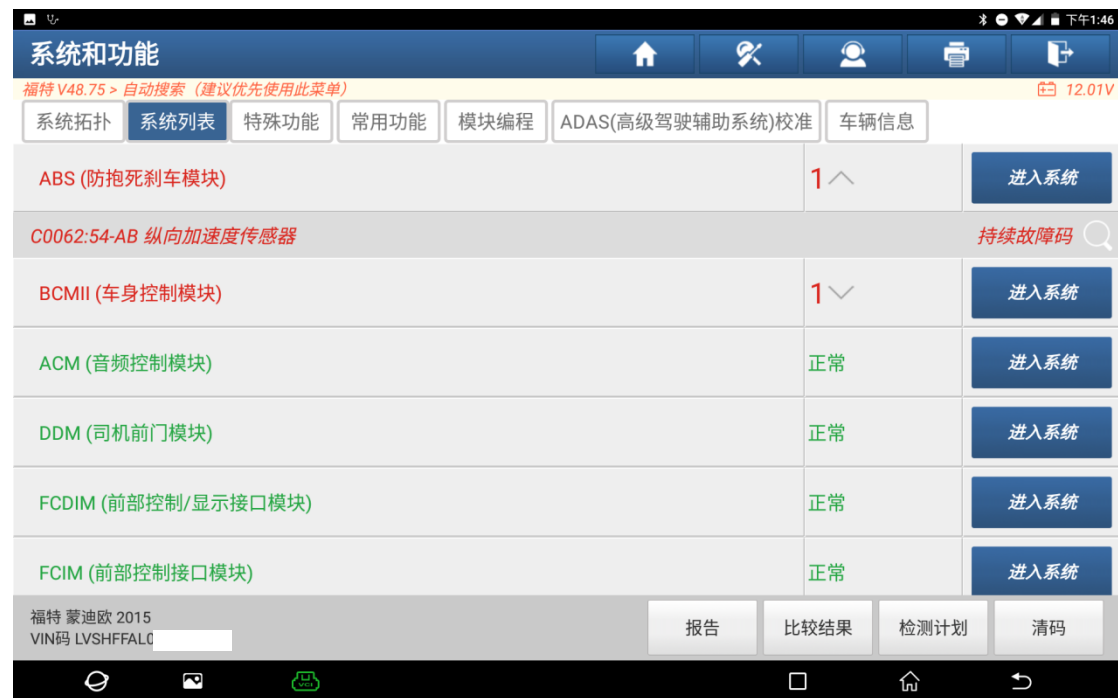 下午1:46
系统和功能
福特 V48.75 > 自动搜索（建议优先使用此菜单）
12.01V
系统拓扑 系统列表 特殊功能 常用功能 模块编程 ADAS(高级驾驶辅助系统)校准 车辆信息
ABS (防抱死刹车模块) 1 进入系统
C0062:54-AB 纵向加速度传感器 持续故障码
BCMII (车身控制模块) 1 进入系统
ACM (音频控制模块) 正常 进入系统
DDM (司机前门模块) 正常 进入系统
FCDIM (前部控制/显示接口模块) 正常 进入系统
FCIM (前部控制接口模块) 正常 进入系统
福特 蒙迪欧 2015
VIN码 LVSHFFAL0
报告 比较结果 检测计划 清码
VCI